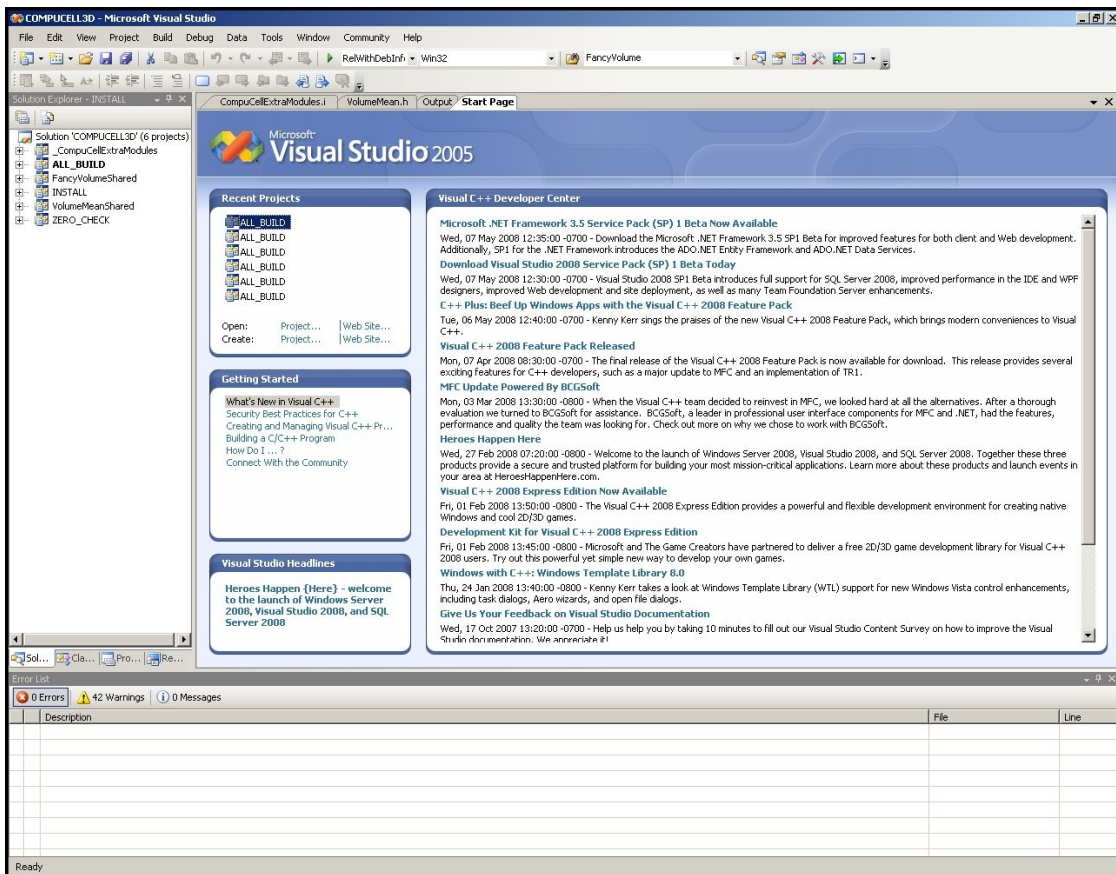 COMPUCELL3D - Microsoft Visual Studio
File Edit View Project Build Debug Data Tools Window Community Help
RelWithDebInf Win32 FancyVolume
Solution Explorer - INSTALL
CompuCellExtraModules.i VolumeMean.h Output Start Page
Solution 'COMPUCELL3D' (6 projects)
_CompuCellExtraModules
ALL_BUILD
FancyVolumeShared
INSTALL
VolumeMeanShared
ZERO_CHECK
Microsoft
Visual Studio 2005
Recent Projects
ALL_BUILD
ALL_BUILD
ALL_BUILD
ALL_BUILD
ALL_BUILD
ALL_BUILD
Open: Project... Web Site...
Create: Project... Web Site...
Getting Started
What's New in Visual C++
Security Best Practices for C++
Creating and Managing Visual C++ Pr...
Building a C/C++ Program
How Do I ... ?
Connect With the Community
Visual Studio Headlines
Heroes Happen {Here} - welcome
to the launch of Windows Server
2008, Visual Studio 2008, and SQL
Server 2008
Visual C++ Developer Center
Microsoft .NET Framework 3.5 Service Pack (SP) 1 Beta Now Available
Wed, 07 May 2008 12:35:00 -0700 - Download the Microsoft .NET Framework 3.5 SP1 Beta for improved features for both client and Web development.
Additionally, SP1 for the .NET Framework introduces the ADO.NET Entity Framework and ADO.NET Data Services.
Download Visual Studio 2008 Service Pack (SP) 1 Beta Today
Wed, 07 May 2008 12:30:00 -0700 - Visual Studio 2008 SP1 Beta introduces full support for SQL Server 2008, improved performance in the IDE and WPF
designers, improved Web development and site deployment, as well as many Team Foundation Server enhancements.
C++ Plus: Beef Up Windows Apps with the Visual C++ 2008 Feature Pack
Tue, 06 May 2008 12:40:00 -0700 - Kenny Kerr sings the praises of the new Visual C++ 2008 Feature Pack, which brings modern conveniences to Visual
C++.
Visual C++ 2008 Feature Pack Released
Mon, 07 Apr 2008 08:30:00 -0700 - The final release of the Visual C++ 2008 Feature Pack is now available for download. This release provides several
exciting features for C++ developers, such as a major update to MFC and an implementation of TR1.
MFC Update Powered By BCGSoft
Mon, 03 Mar 2008 13:30:00 -0800 - When the Visual C++ team decided to reinvest in MFC, we looked hard at all the alternatives. After a thorough
evaluation we turned to BCGSoft for assistance. BCGSoft, a leader in professional user interface components for MFC and .NET, had the features,
performance and quality the team was looking for. Check out more on why we chose to work with BCGSoft.
Heroes Happen Here
Wed, 27 Feb 2008 07:20:00 -0800 - Welcome to the launch of Windows Server 2008, Visual Studio 2008, and SQL Server 2008. Together these three
products provide a secure and trusted platform for building your most mission-critical applications. Learn more about these products and launch events in
your area at HeroesHappenHere.com.
Visual C++ 2008 Express Edition Now Available
Fri, 01 Feb 2008 13:50:00 -0800 - The Visual C++ 2008 Express Edition provides a powerful and flexible development environment for creating native
Windows and cool 2D/3D games.
Development Kit for Visual C++ 2008 Express Edition
Fri, 01 Feb 2008 13:45:00 -0800 - Microsoft and The Game Creators have partnered to deliver a free 2D/3D game development library for Visual C++
2008 users. Try out this powerful yet simple new way to develop your own games.
Windows with C++: Windows Template Library 8.0
Thu, 24 Jan 2008 13:40:00 -0800 - Kenny Kerr takes a look at Windows Template Library (WTL) support for new Windows Vista control enhancements,
including task dialogs, Aero wizards, and open file dialogs.
Give Us Your Feedback on Visual Studio Documentation
Wed, 17 Oct 2007 13:20:00 -0700 - Help us help you by taking 10 minutes to fill out our Visual Studio Content Survey on how to improve the Visual
Studio documentation. We appreciate it!
Sol... Cla... Pro... Re...
Error List
0 Errors 42 Warnings 0 Messages
Description File Line
Ready